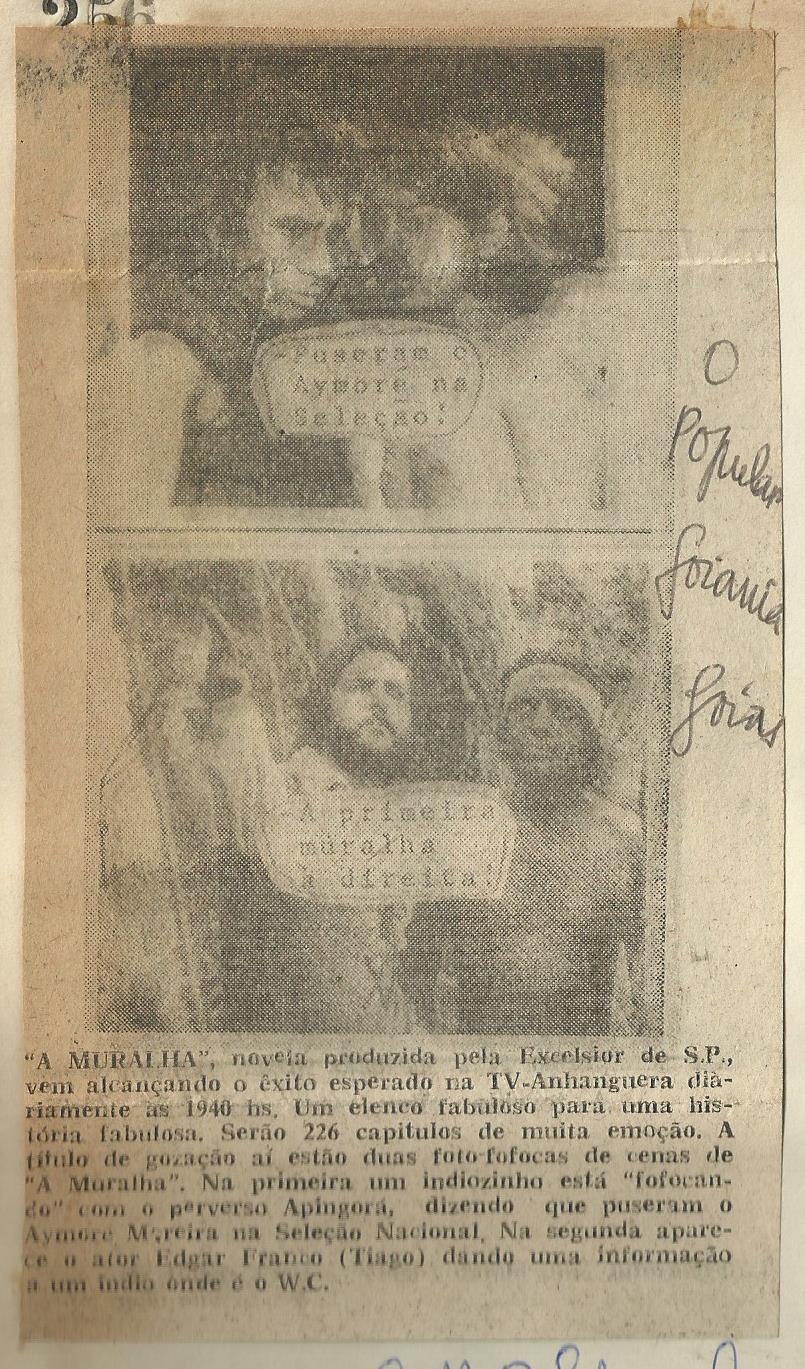 256
-Puseram o
Aymoré na
Seleção!
O
Popular
Goiania
Goias
-A primeira
muralha
à direita!
"A MURALHA", novela produzida pela Excelsior de S.P.,
vem alcançando o êxito esperado na TV-Anhanguera dià-
riamente às 1940 hs. Um elenco fabuloso para uma his-
tória fabulosa. Serão 226 capitulos de muita emoção. A
título de gozação aí estão duas foto-fofocas de cenas de
"A Muralha". Na primeira um indiozinho está "fofocan-
do" com o perverso Apingorá, dizendo que puseram o
Aymoré Moreira na Seleção Nacional. Na segunda apare-
ce o ator Edgar Franco (Tiago) dando uma informação
a um índio onde é o W.C.